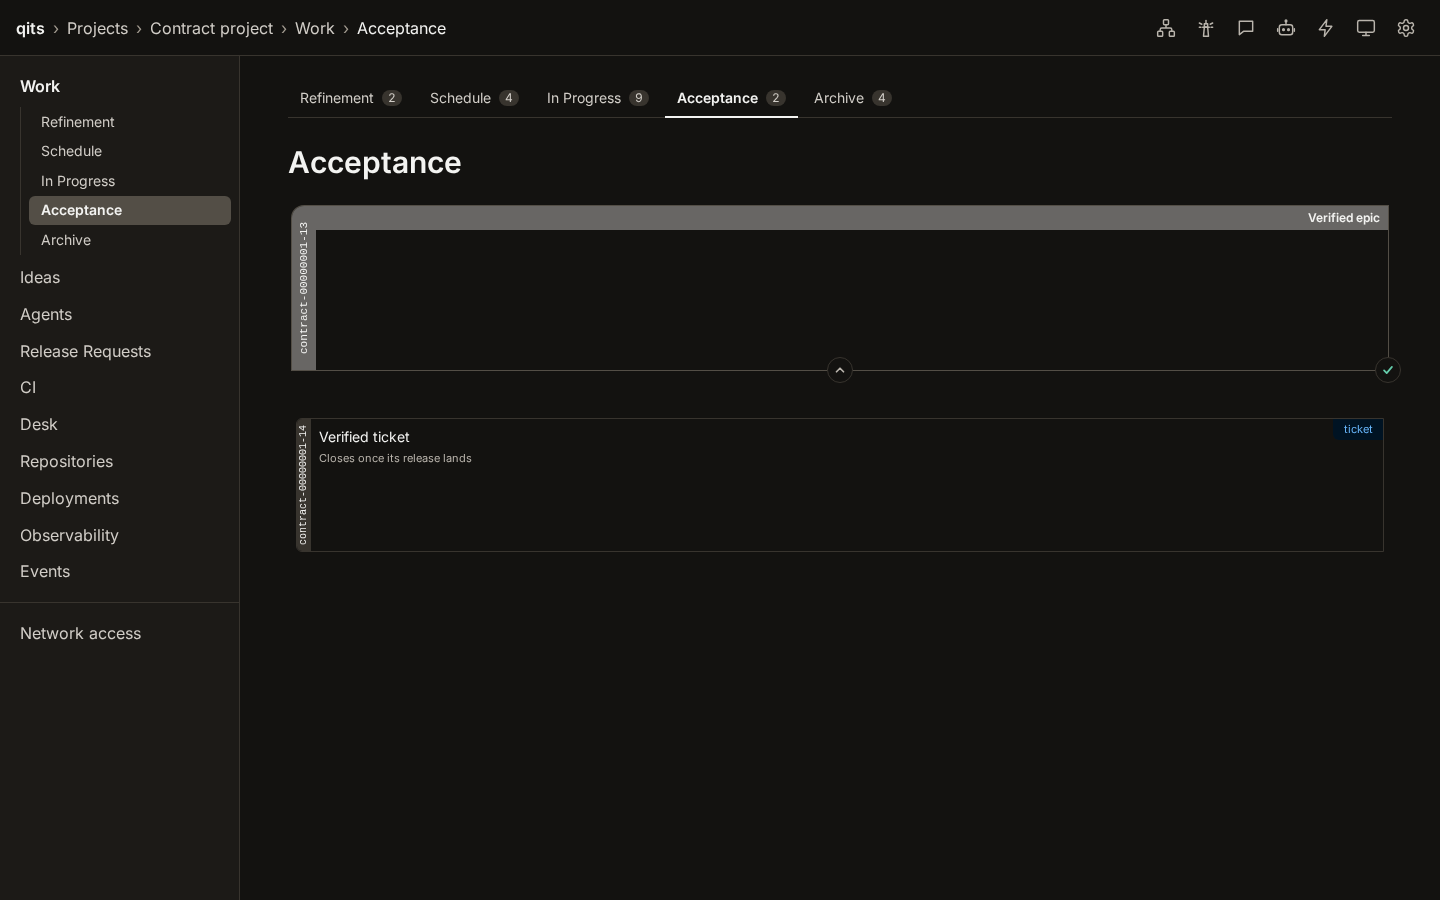 qits › Projects › Contract project › Work › Acceptance
Work
Refinement
Schedule
In Progress
Acceptance
Archive
Ideas
Agents
Release Requests
CI
Desk
Repositories
Deployments
Observability
Events
Network access
Refinement 2
Schedule 4
In Progress 9
Acceptance 2
Archive 4
Acceptance
Verified epic
contract-00000001-13
contract-00000001-14
Verified ticket
ticket
Closes once its release lands